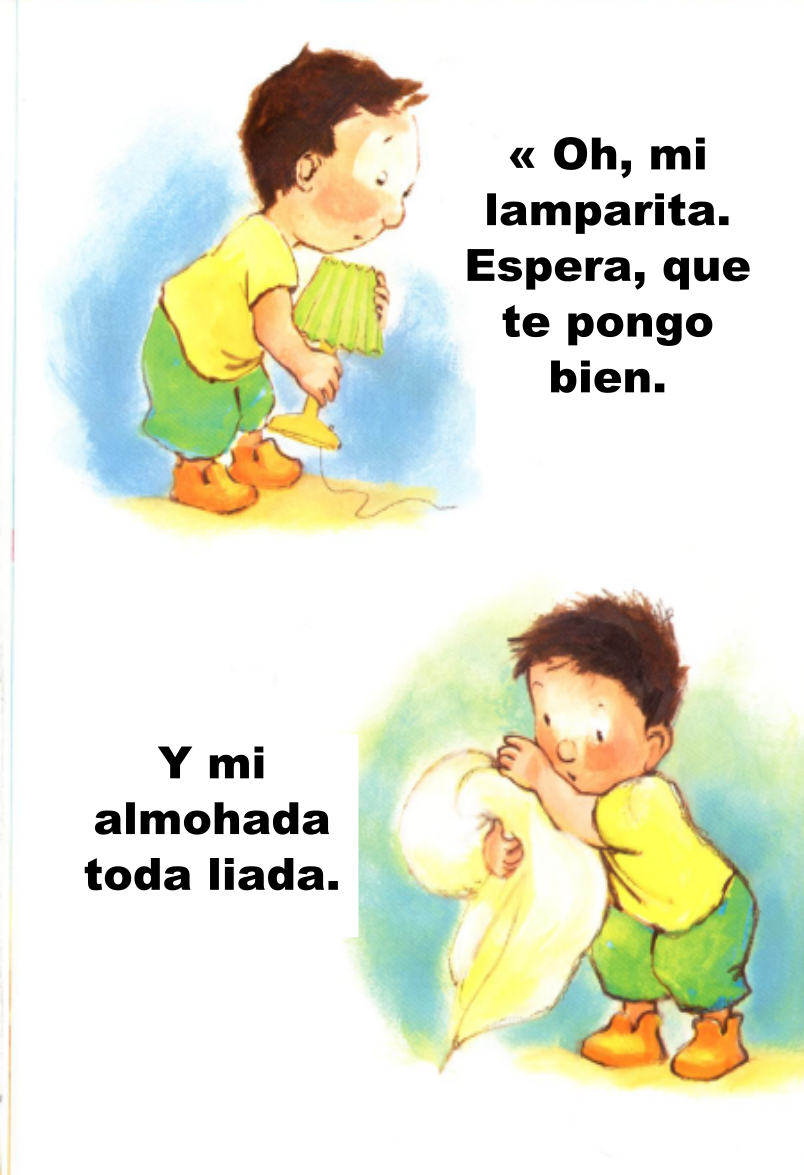 « Oh, mi
lamparita.
Espera, que
te pongo
bien.
Y mi
almohada
toda liada.